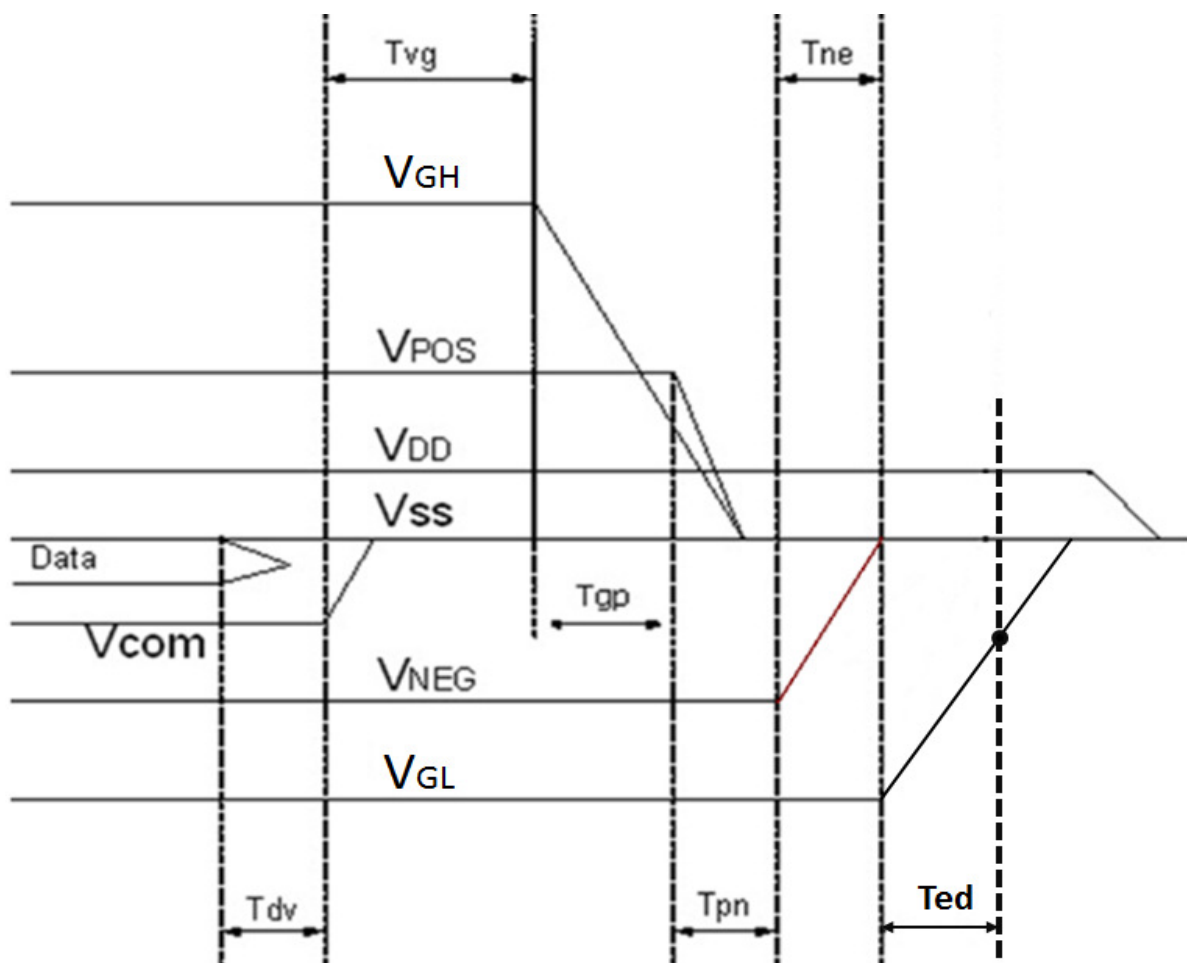 Tvg
Tne
VGH
VPOS
VDD
Vss
Data
Tgp
Vcom
VNEG
VGL
Tdv
Tpn
Ted